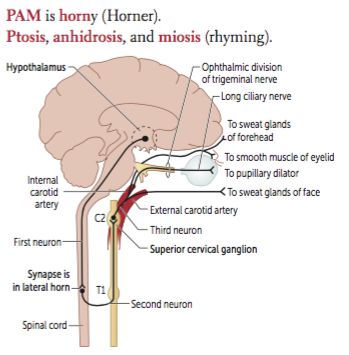 PAM is horny (Horner).
Ptosis, anhidrosis, and miosis (rhyming).
Hypothalamus
Ophthalmic division
of trigeminal nerve
Long ciliary nerve
To sweat glands
of forehead
To smooth muscle of eyelid
To pupillary dilator
To sweat glands of face
Internal
carotid
artery
External carotid artery
C2
Third neuron
First neuron
Superior cervical ganglion
Synapse is
in lateral horn
T1
Second neuron
Spinal cord